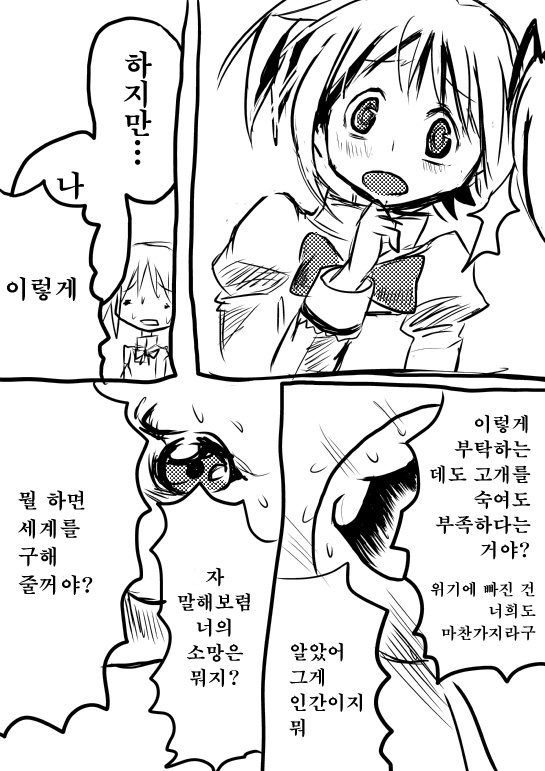 하지만…
나
이렇게
이렇게
부탁하는
데도 고개를
숙여도
부족하다는
거야?
위기에 빠진 건
너희도
마찬가지라구
알았어
그게
인간이지
뭐
자
말해보렴
너의
소망은
뭐지?
뭘 하면
세계를
구해
줄꺼야?